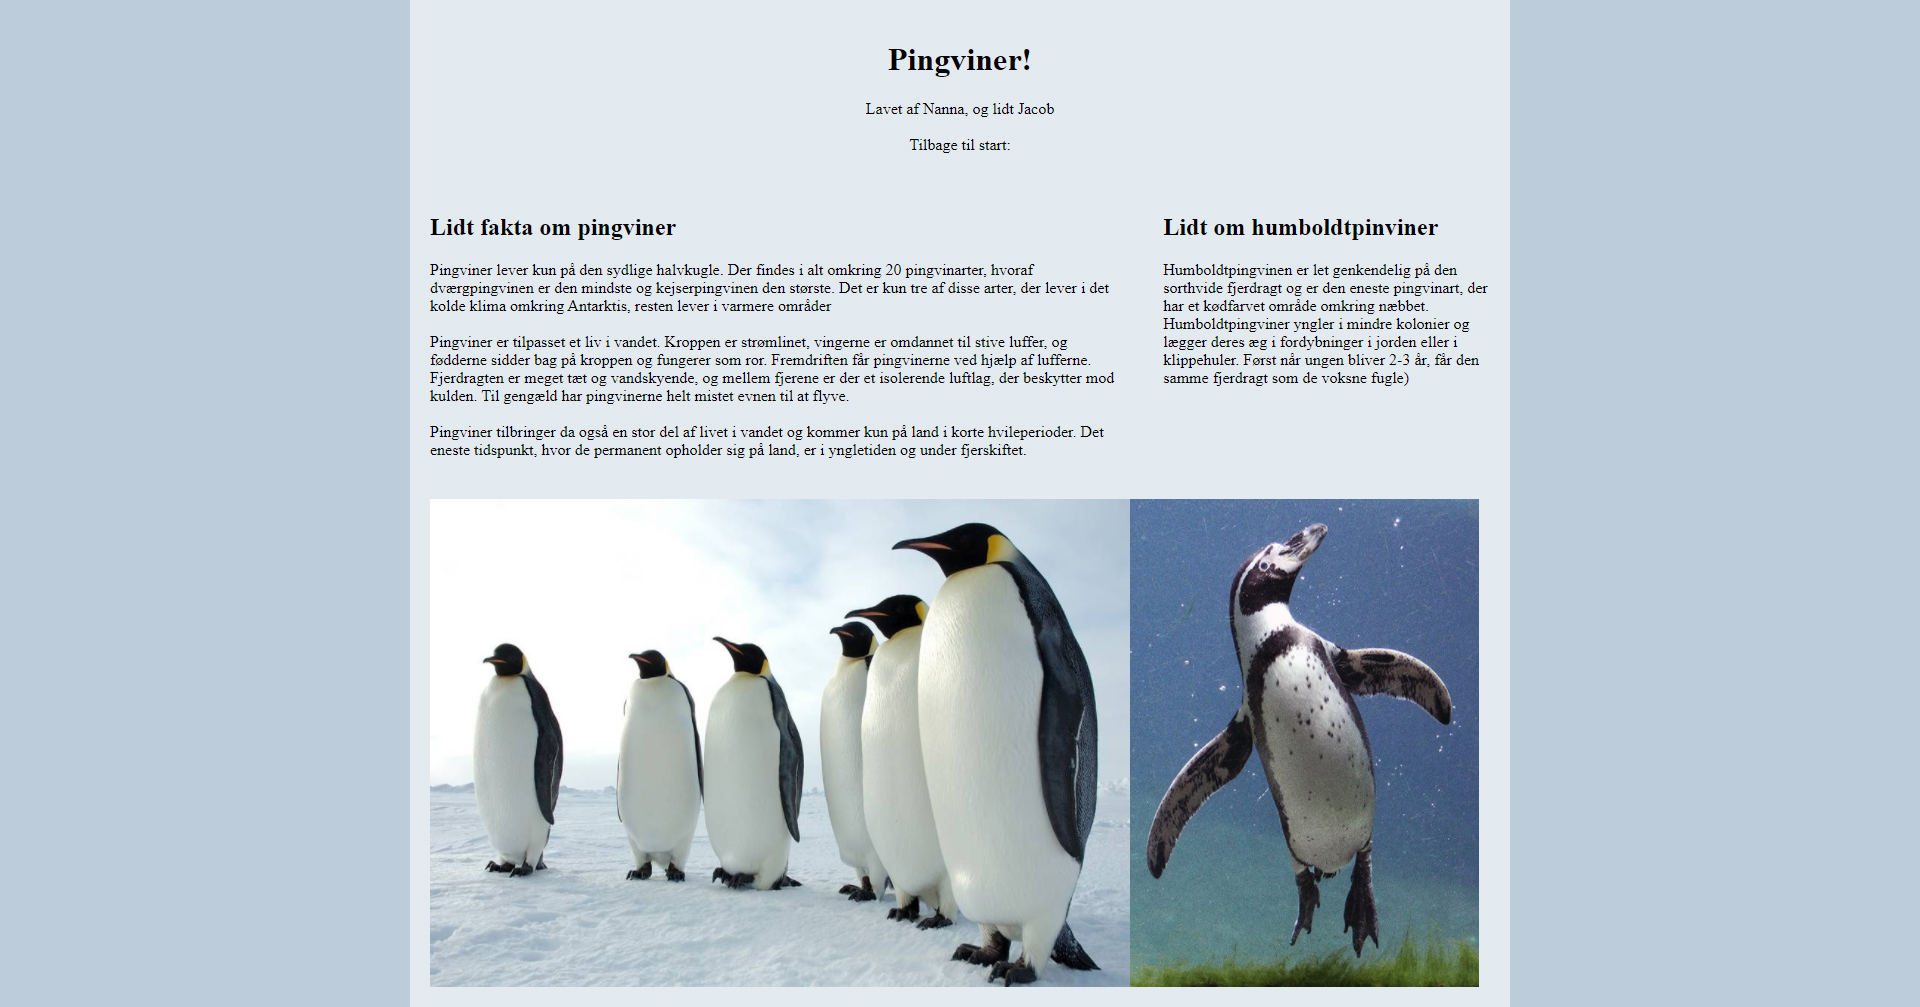 Pingviner!
Lavet af Nanna, og lidt Jacob
Tilbage til start:
Lidt fakta om pingviner
Pingviner lever kun på den sydlige halvkugle. Der findes i alt omkring 20 pingvinarter, hvoraf
dværgpingvinen er den mindste og kejserpingvinen den største. Det er kun tre af disse arter, der lever i det
kolde klima omkring Antarktis, resten lever i varmere områder
Pingviner er tilpasset et liv i vandet. Kroppen er strømlinet, vingerne er omdannet til stive luffer, og
fødderne sidder bag på kroppen og fungerer som ror. Fremdriften får pingvinerne ved hjælp af lufferne.
Fjerdragten er meget tæt og vandskyende, og mellem fjerene er der et isolerende luftlag, der beskytter mod
kulden. Til gengæld har pingvinerne helt mistet evnen til at flyve.
Pingviner tilbringer da også en stor del af livet i vandet og kommer kun på land i korte hvileperioder. Det
eneste tidspunkt, hvor de permanent opholder sig på land, er i yngletiden og under fjerskiftet.
Lidt om humboldtpinviner
Humboldtpingvinen er let genkendelig på den
sorthvide fjerdragt og er den eneste pingvinart, der
har et kødfarvet område omkring næbbet.
Humboldtpingviner yngler i mindre kolonier og
lægger deres æg i fordybninger i jorden eller i
klippehuler. Først når ungen bliver 2-3 år, får den
samme fjerdragt som de voksne fugle)